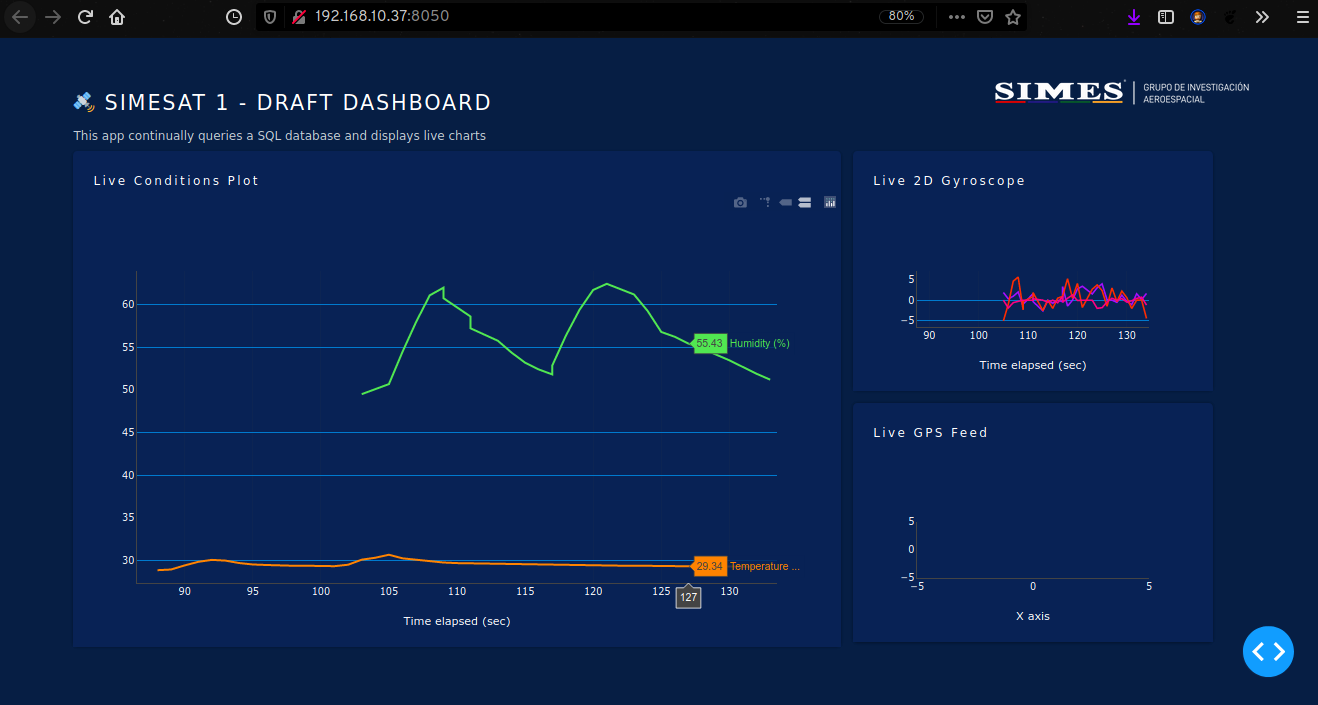 192.168.10.37:8050
80%
SIMESAT 1 - DRAFT DASHBOARD
SIMES
GRUPO DE INVESTIGACIÓN
AEROESPACIAL
This app continually queries a SQL database and displays live charts
Live Conditions Plot
60
55
50
45
40
35
30
55.43 Humidity (%)
29.34 Temperature ...
90 95 100 105 110 115 120 125 130
127
Time elapsed (sec)
Live 2D Gyroscope
5
0
−5
90 100 110 120 130
Time elapsed (sec)
Live GPS Feed
5
0
−5
−5 0 5
X axis